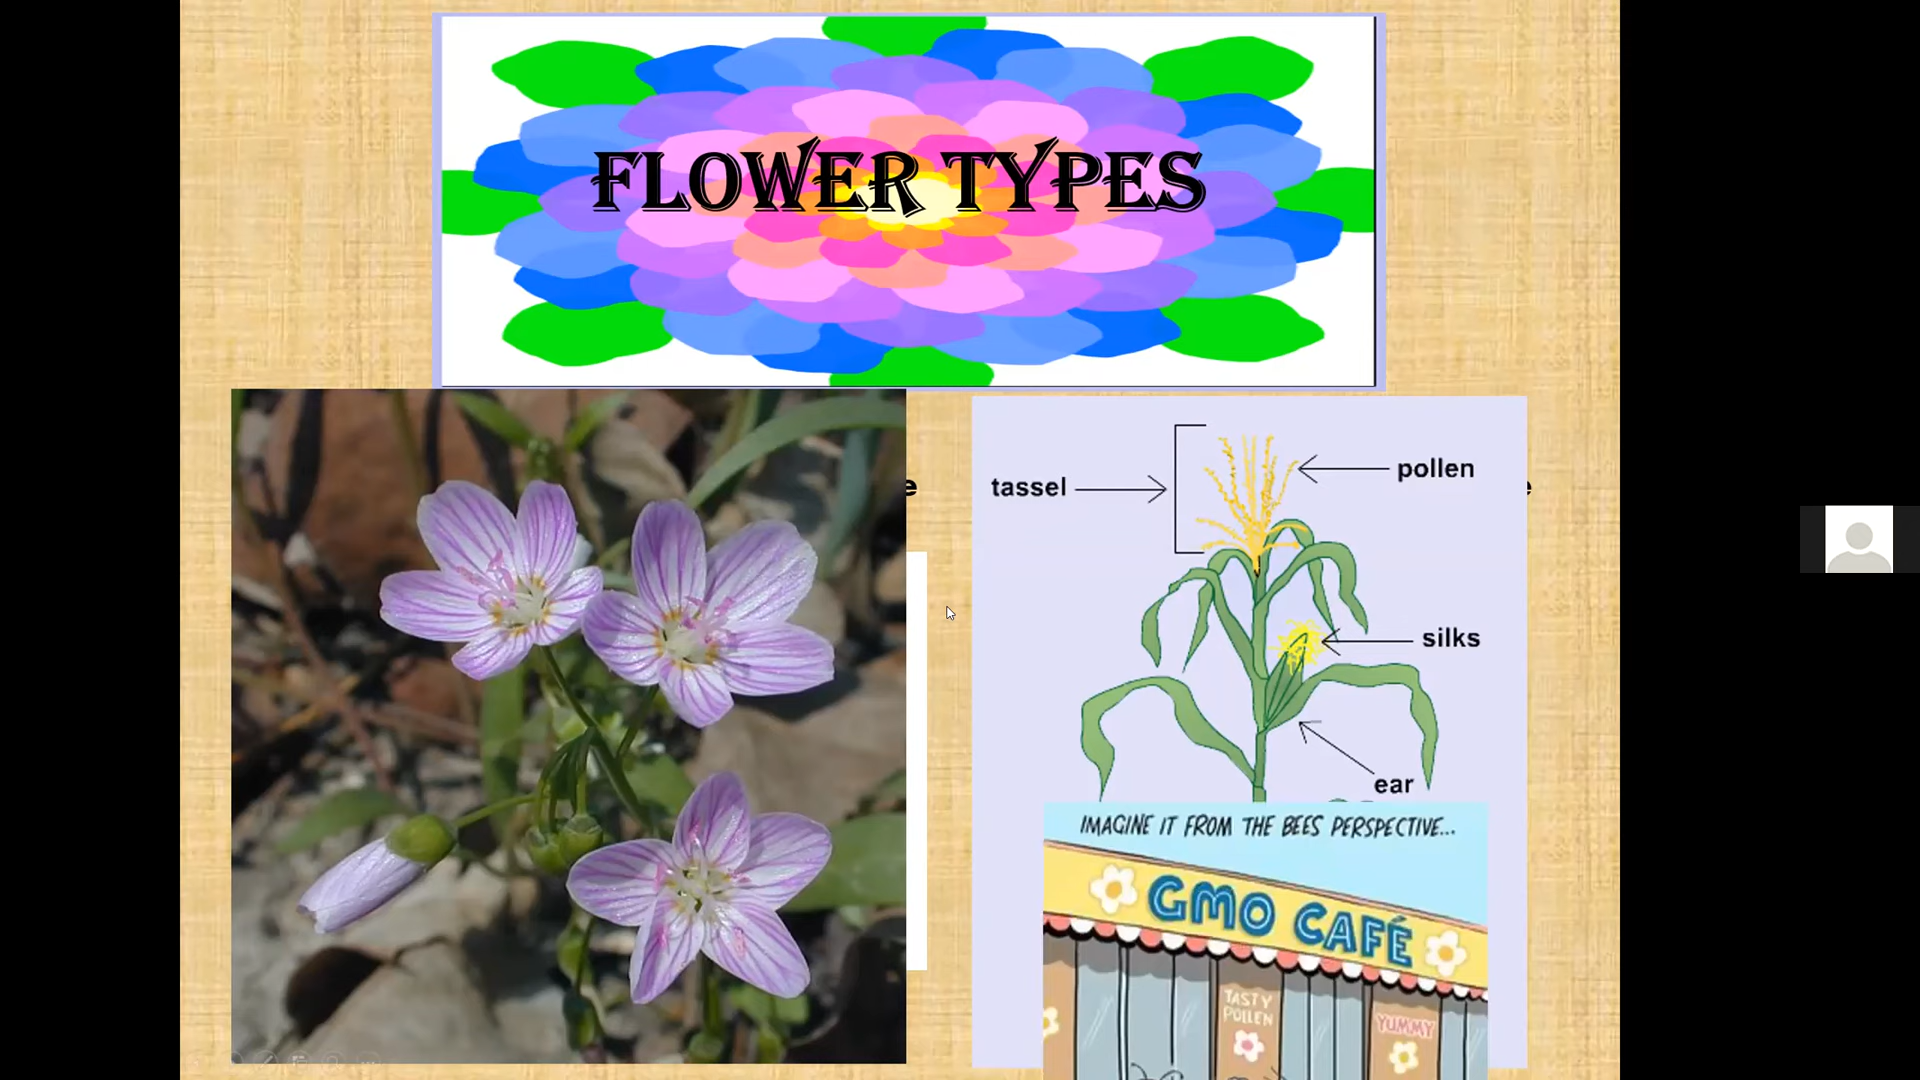 FLOWER TYPES
e
e
tassel
pollen
silks
ear
IMAGINE IT FROM THE BEES PERSPECTIVE...
GMO CAFÉ
TASTY
POLLEN
YUMMY